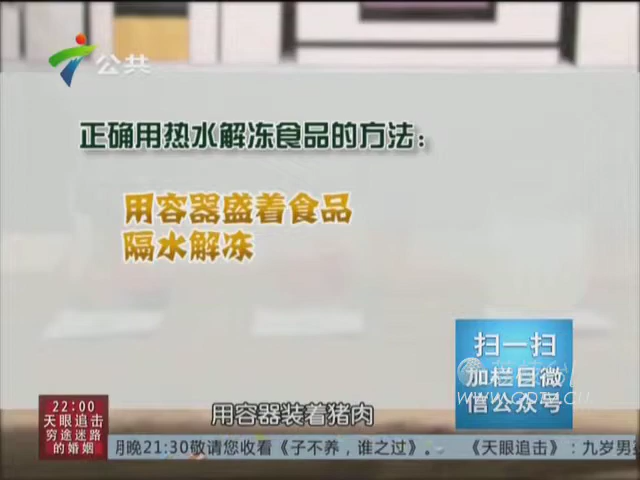 公共
正确用热水解冻食品的方法：
用容器盛着食品
隔水解冻
扫一扫
加栏目微
信公众号
22:00
天眼追击
穷途迷路
的婚姻
用容器装着猪肉
月晚21:30敬请您收看《子不养，谁之过》。 《天眼追击》：九岁男